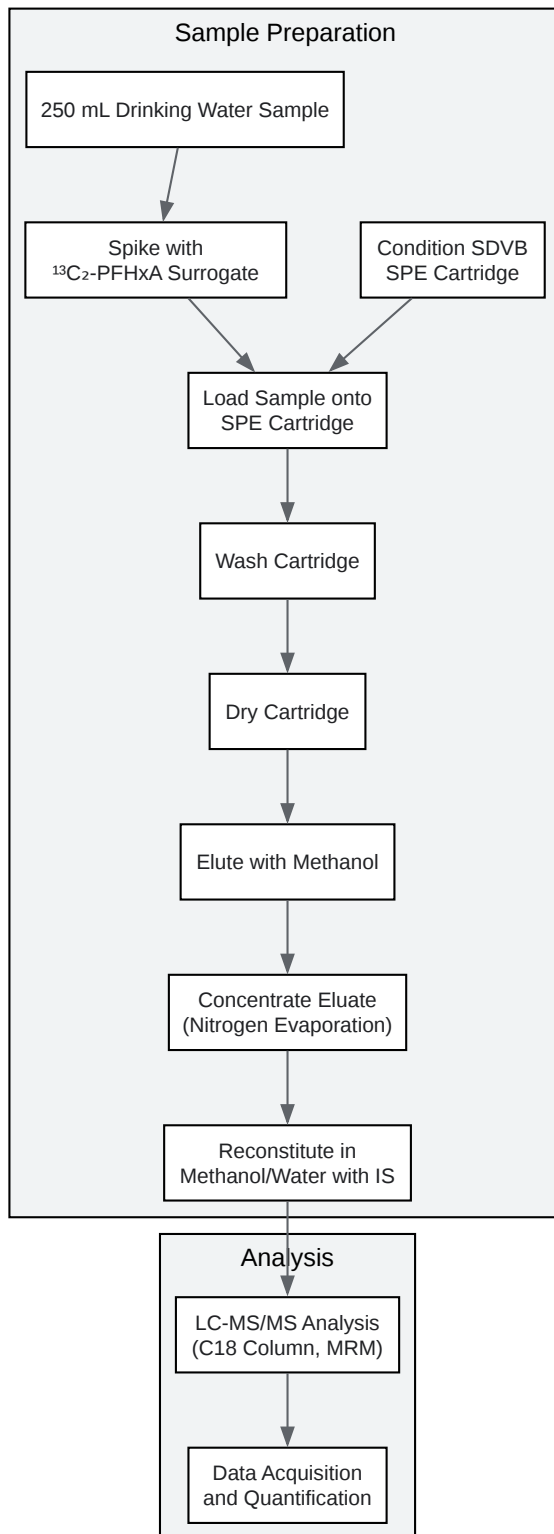 Sample Preparation
250 mL Drinking Water Sample
Spike with
¹³C₂-PFHxA Surrogate
Condition SDVB
SPE Cartridge
Load Sample onto
SPE Cartridge
Wash Cartridge
Dry Cartridge
Elute with Methanol
Concentrate Eluate
(Nitrogen Evaporation)
Reconstitute in
Methanol/Water with IS
Analysis
LC-MS/MS Analysis
(C18 Column, MRM)
Data Acquisition
and Quantification